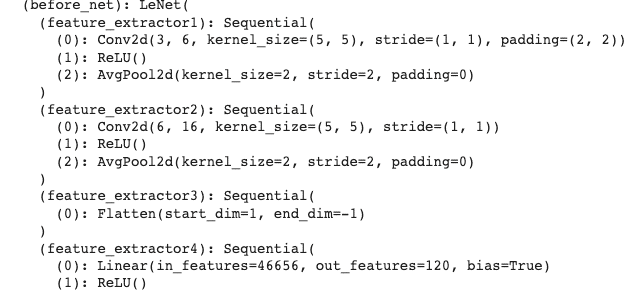 (before_net): LeNet(
(feature_extractor1): Sequential(
(0): Conv2d(3, 6, kernel_size=(5, 5), stride=(1, 1), padding=(2, 2))
(1): ReLU()
(2): AvgPool2d(kernel_size=2, stride=2, padding=0)
)
(feature_extractor2): Sequential(
(0): Conv2d(6, 16, kernel_size=(5, 5), stride=(1, 1))
(1): ReLU()
(2): AvgPool2d(kernel_size=2, stride=2, padding=0)
)
(feature_extractor3): Sequential(
(0): Flatten(start_dim=1, end_dim=-1)
)
(feature_extractor4): Sequential(
(0): Linear(in_features=46656, out_features=120, bias=True)
(1): ReLU()